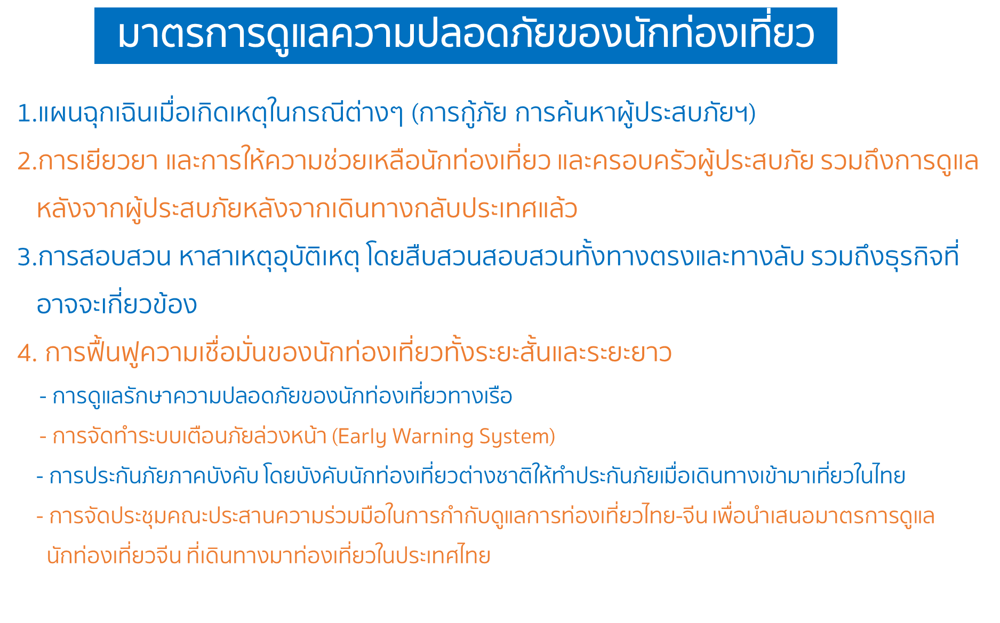 มาตรการดูแลความปลอดภัยของนักท่องเที่ยว
1.แผนฉุกเฉินเมื่อเกิดเหตุในกรณีต่างๆ (การกู้ภัย การค้นหาผู้ประสบภัยฯ)
2.การเยียวยา และการให้ความช่วยเหลือนักท่องเที่ยว และครอบครัวผู้ประสบภัย รวมถึงการดูแล
หลังจากผู้ประสบภัยหลังจากเดินทางกลับประเทศแล้ว
3.การสอบสวน หาสาเหตุอุบัติเหตุ โดยสืบสวนสอบสวนทั้งทางตรงและทางลับ รวมถึงธุรกิจที่
อาจจะเกี่ยวข้อง
4. การฟื้นฟูความเชื่อมั่นของนักท่องเที่ยวทั้งระยะสั้นและระยะยาว
- การดูแลรักษาความปลอดภัยของนักท่องเที่ยวทางเรือ
- การจัดทำระบบเตือนภัยล่วงหน้า (Early Warning System)
- การประกันภัยภาคบังคับ โดยบังคับนักท่องเที่ยวต่างชาติให้ทำประกันภัยเมื่อเดินทางเข้ามาเที่ยวในไทย
- การจัดประชุมคณะประสานความร่วมมือในการกำกับดูแลการท่องเที่ยวไทย-จีน เพื่อนำเสนอมาตรการดูแล
นักท่องเที่ยวจีน ที่เดินทางมาท่องเที่ยวในประเทศไทย